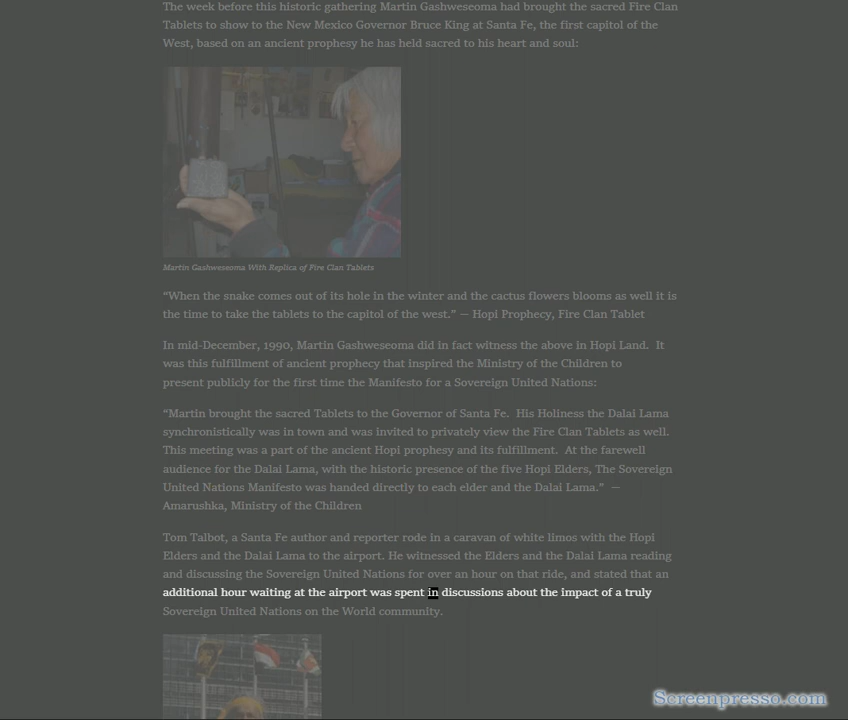 The week before this historic gathering Martin Gashweseoma had brought the sacred Fire Clan
Tablets to show to the New Mexico Governor Bruce King at Santa Fe, the first capitol of the
West, based on an ancient prophesy he has held sacred to his heart and soul:
Martin Gashweseoma With Replica of Fire Clan Tablets
“When the snake comes out of its hole in the winter and the cactus flowers blooms as well it is
the time to take the tablets to the capitol of the west.” — Hopi Prophecy, Fire Clan Tablet
In mid-December, 1990, Martin Gashweseoma did in fact witness the above in Hopi Land. It
was this fulfillment of ancient prophecy that inspired the Ministry of the Children to
present publicly for the first time the Manifesto for a Sovereign United Nations:
“Martin brought the sacred Tablets to the Governor of Santa Fe. His Holiness the Dalai Lama
synchronistically was in town and was invited to privately view the Fire Clan Tablets as well.
This meeting was a part of the ancient Hopi prophesy and its fulfillment. At the farewell
audience for the Dalai Lama, with the historic presence of the five Hopi Elders, The Sovereign
United Nations Manifesto was handed directly to each elder and the Dalai Lama.” —
Amarushka, Ministry of the Children
Tom Talbot, a Santa Fe author and reporter rode in a caravan of white limos with the Hopi
Elders and the Dalai Lama to the airport. He witnessed the Elders and the Dalai Lama reading
and discussing the Sovereign United Nations for over an hour on that ride, and stated that an
additional hour waiting at the airport was spent in discussions about the impact of a truly
Sovereign United Nations on the World community.
Screenpresso.com